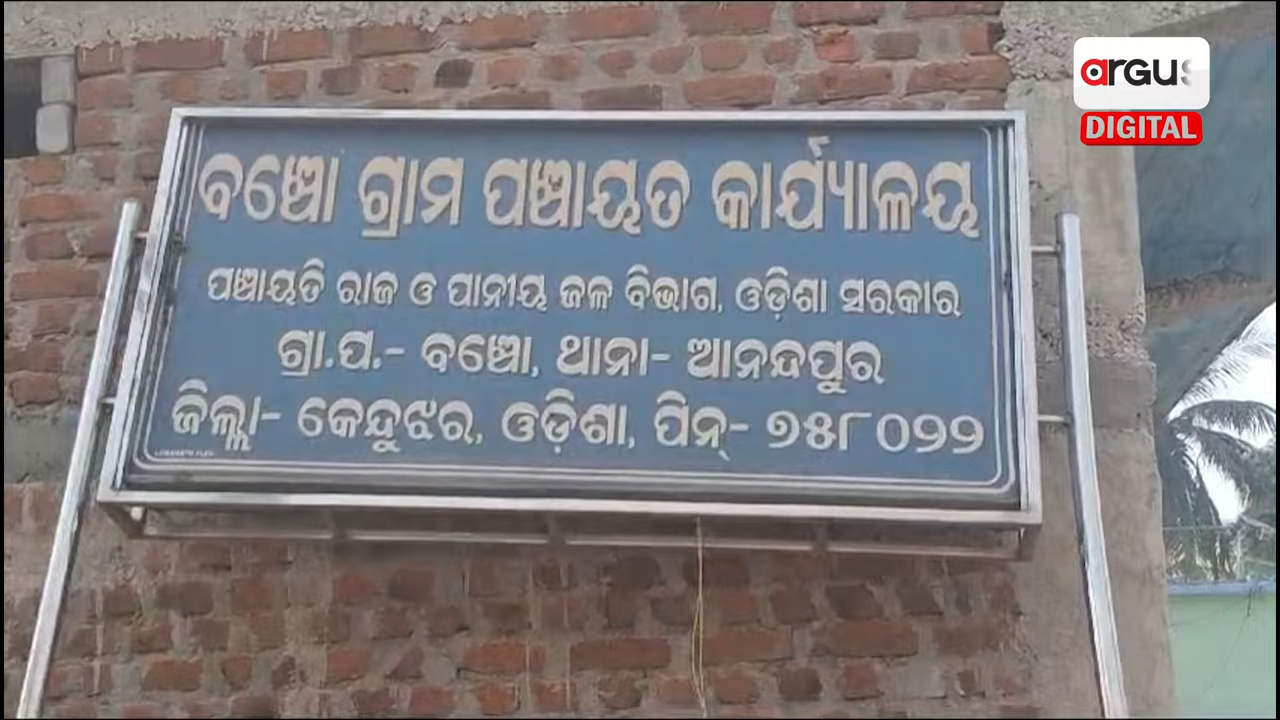 ARGUS
DIGITAL
ବଞ୍ଚୋ ଗ୍ରାମ ପଞ୍ଚାୟତ କାର୍ଯ୍ୟାଳୟ
ପଞ୍ଚାୟତି ରାଜ ଓ ପାନୀୟ ଜଳ ବିଭାଗ, ଓଡ଼ିଶା ସରକାର
ଗ୍ରା.ପ.- ବଞ୍ଚୋ, ଥାନା- ଆନନ୍ଦପୁର
ଜିଲ୍ଲା- କେନ୍ଦୁଝର, ଓଡ଼ିଶା, ପିନ୍- ୭୫୮୦୨୨